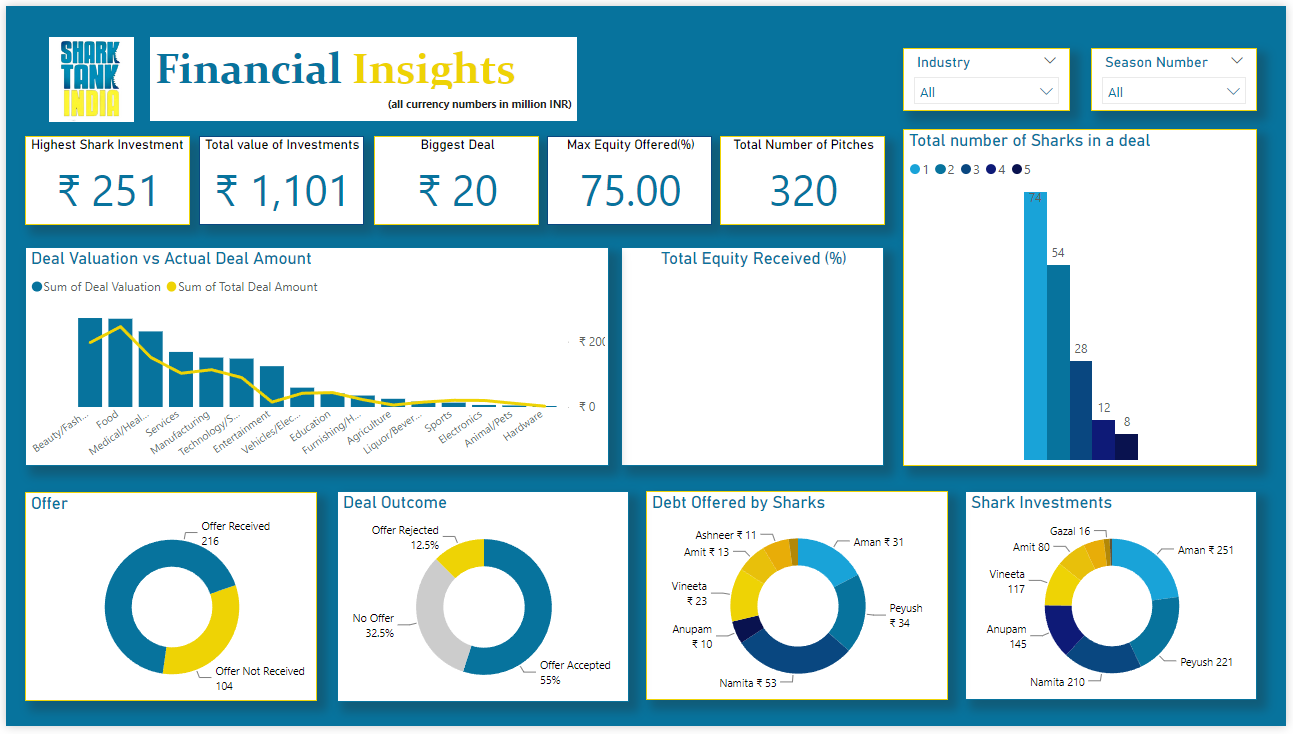 SHARK
TANK
INDIA
Financial Insights
(all currency numbers in million INR)
Industry
All
Season Number
All
Highest Shark Investment
₹ 251
Total value of Investments
₹ 1,101
Biggest Deal
₹ 20
Max Equity Offered(%)
75.00
Total Number of Pitches
320
Total number of Sharks in a deal
1 2 3 4 5
74
54
28
12
8
Deal Valuation vs Actual Deal Amount
Sum of Deal Valuation Sum of Total Deal Amount
₹ 200
₹ 0
Beauty/Fash...
Food
Medical/Heal...
Services
Manufacturing
Technology/S...
Entertainment
Vehicles/Elec...
Education
Furnishing/H...
Agriculture
Liquor/Bever...
Sports
Electronics
Animal/Pets
Hardware
Total Equity Received (%)
Offer
Offer Received
216
Offer Not Received
104
Deal Outcome
Offer Rejected
12.5%
No Offer
32.5%
Offer Accepted
55%
Debt Offered by Sharks
Ashneer ₹ 11
Aman ₹ 31
Amit ₹ 13
Vineeta
₹ 23
Peyush
₹ 34
Anupam
₹ 10
Namita ₹ 53
Shark Investments
Gazal 16
Aman ₹ 251
Amit 80
Vineeta
117
Anupam
145
Peyush 221
Namita 210